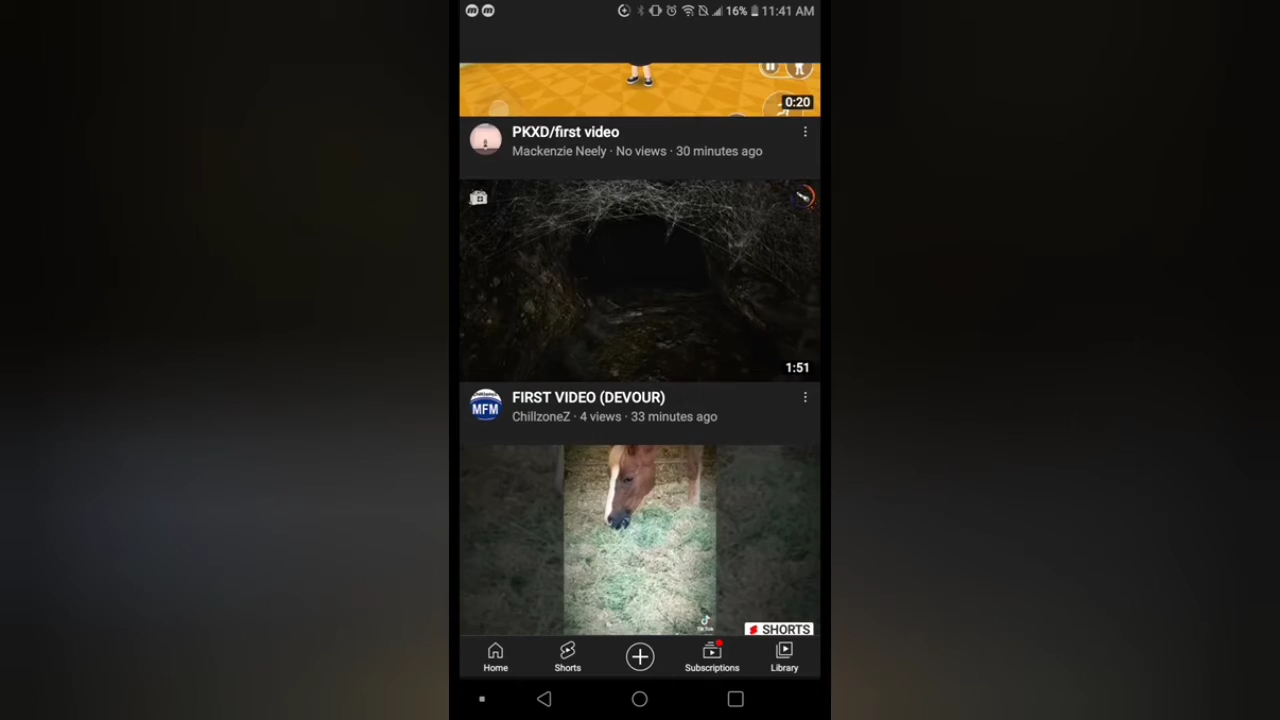 16% 11:41 AM
0:20
PKXD/first video
Mackenzie Neely · No views · 30 minutes ago
1:51
FIRST VIDEO (DEVOUR)
MFM
ChillzoneZ · 4 views · 33 minutes ago
SHORTS
Home Shorts Subscriptions Library